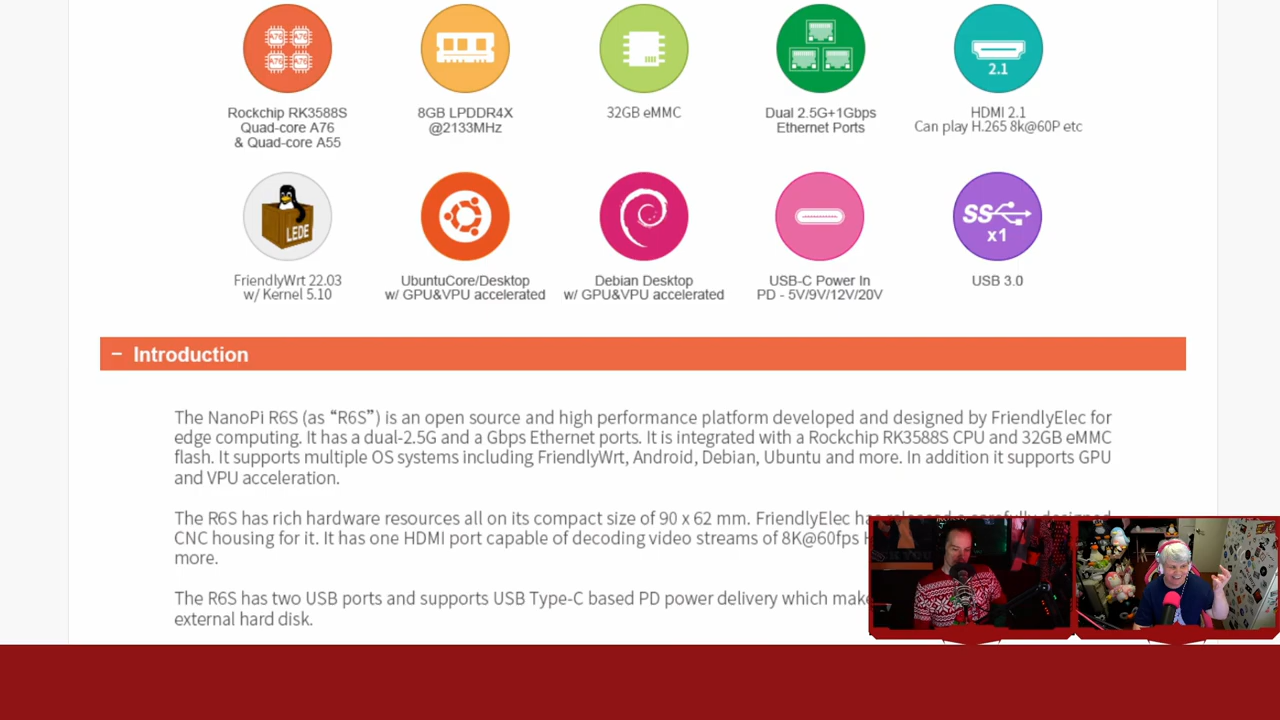 2.1
Rockchip RK3588S
Quad-core A76
& Quad-core A55
8GB LPDDR4X
@2133MHz
32GB eMMC
Dual 2.5G+1Gbps
Ethernet Ports
HDMI 2.1
Can play H.265 8k@60P etc
LEDE
SS
x1
FriendlyWrt 22.03
w/ Kernel 5.10
UbuntuCore/Desktop
w/ GPU&VPU accelerated
Debian Desktop
w/ GPU&VPU accelerated
USB-C Power In
PD - 5V/9V/12V/20V
USB 3.0
− Introduction
The NanoPi R6S (as “R6S”) is an open source and high performance platform developed and designed by FriendlyElec for
edge computing. It has a dual-2.5G and a Gbps Ethernet ports. It is integrated with a Rockchip RK3588S CPU and 32GB eMMC
flash. It supports multiple OS systems including FriendlyWrt, Android, Debian, Ubuntu and more. In addition it supports GPU
and VPU acceleration.
The R6S has rich hardware resources all on its compact size of 90 x 62 mm. FriendlyElec has released a carefully designed
CNC housing for it. It has one HDMI port capable of decoding video streams of 8K@60fps
more.
The R6S has two USB ports and supports USB Type-C based PD power delivery which make
external hard disk.